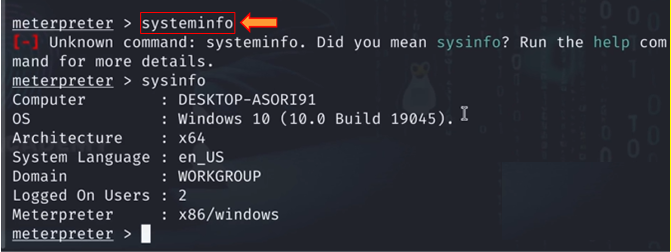 meterpreter > systeminfo
[-] Unknown command: systeminfo. Did you mean sysinfo? Run the help com
mand for more details.
meterpreter > sysinfo
Computer : DESKTOP-ASORI91
OS : Windows 10 (10.0 Build 19045).
Architecture : x64
System Language : en_US
Domain : WORKGROUP
Logged On Users : 2
Meterpreter : x86/windows
meterpreter >